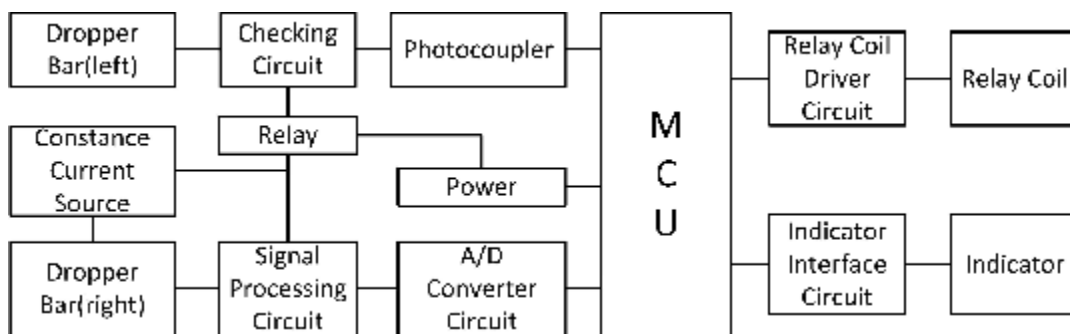 Dropper
Bar(left)
Checking
Circuit
Photocoupler
Relay
Constance
Current
Source
Power
Dropper
Bar(right)
Signal
Processing
Circuit
A/D
Converter
Circuit
M
C
U
Relay Coil
Driver
Circuit
Relay Coil
Indicator
Interface
Circuit
Indicator